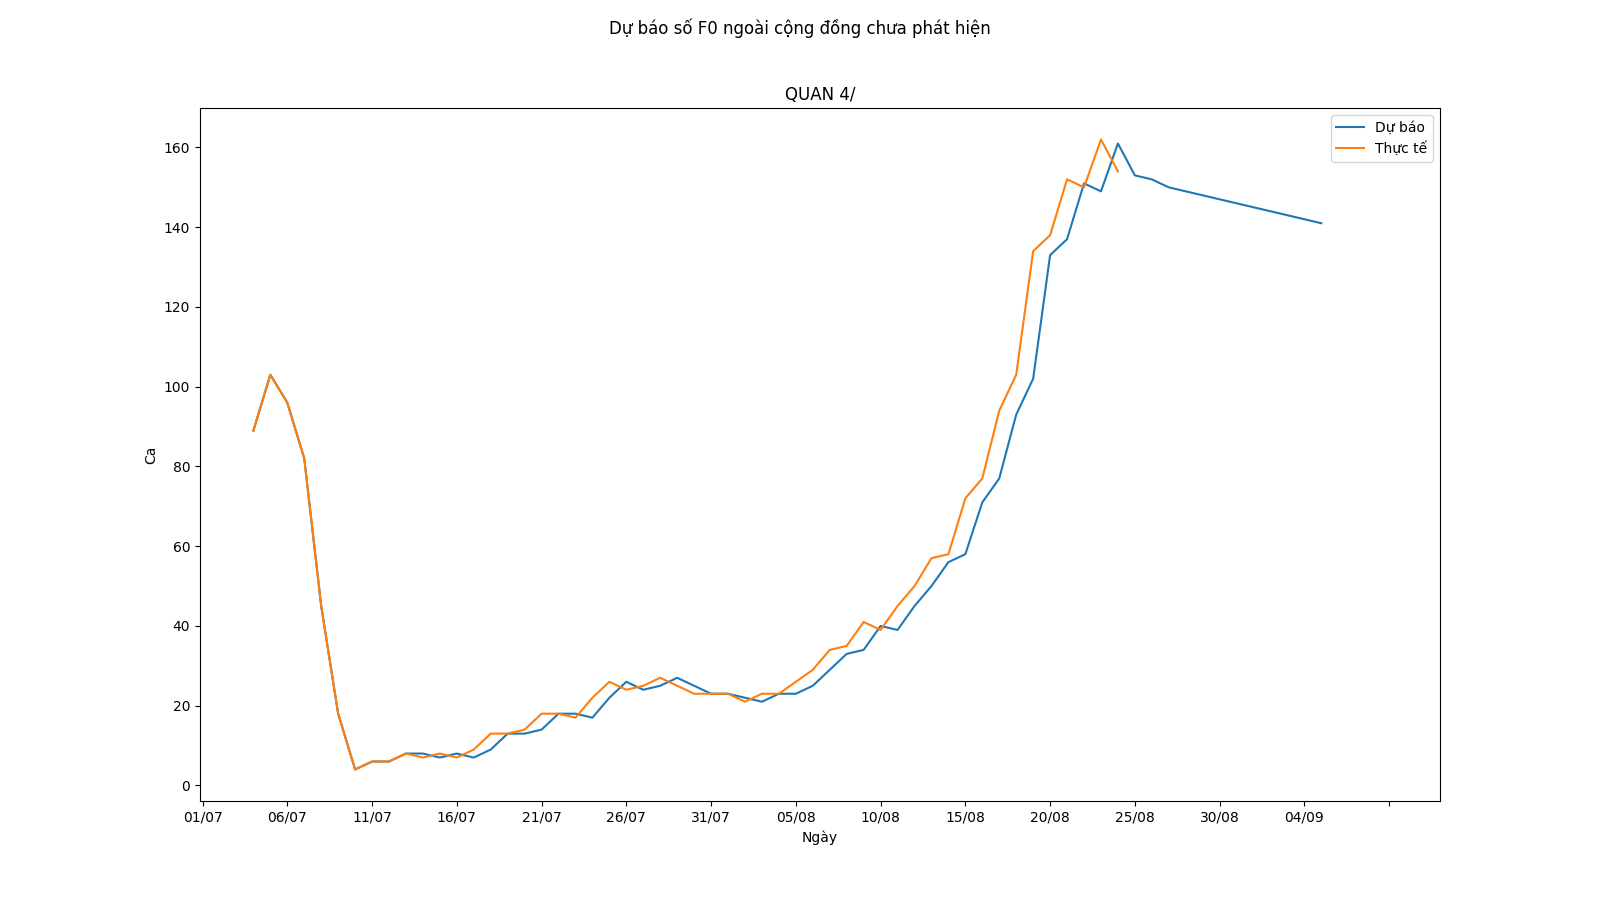 Dự báo số F0 ngoài cộng đồng chưa phát hiện
QUAN 4/
Dự báo
Thực tế
160
140
120
100
80
60
40
20
0
Ca
01/07 06/07 11/07 16/07 21/07 26/07 31/07 05/08 10/08 15/08 20/08 25/08 30/08 04/09
Ngày